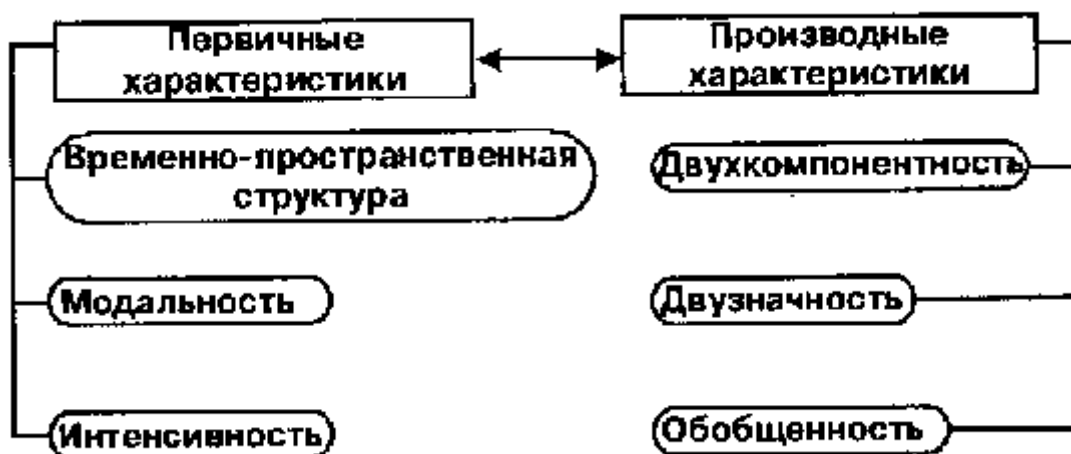 Первичные
характеристики
Производные
характеристики
Временно-пространственная
структура
Двухкомпонентность
Модальность
Двузначность
Интенсивность
Обобщенность